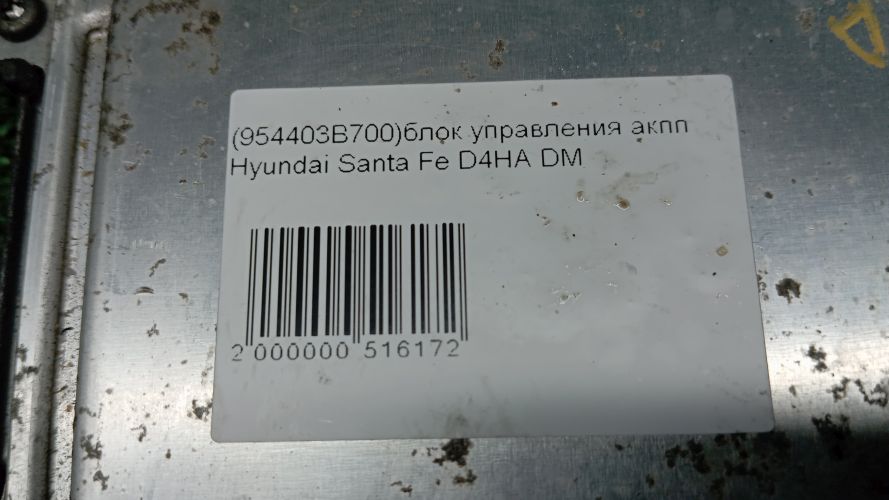 (954403B700)блок управления акпп
Hyundai Santa Fe D4HA DM
2 000000 516172